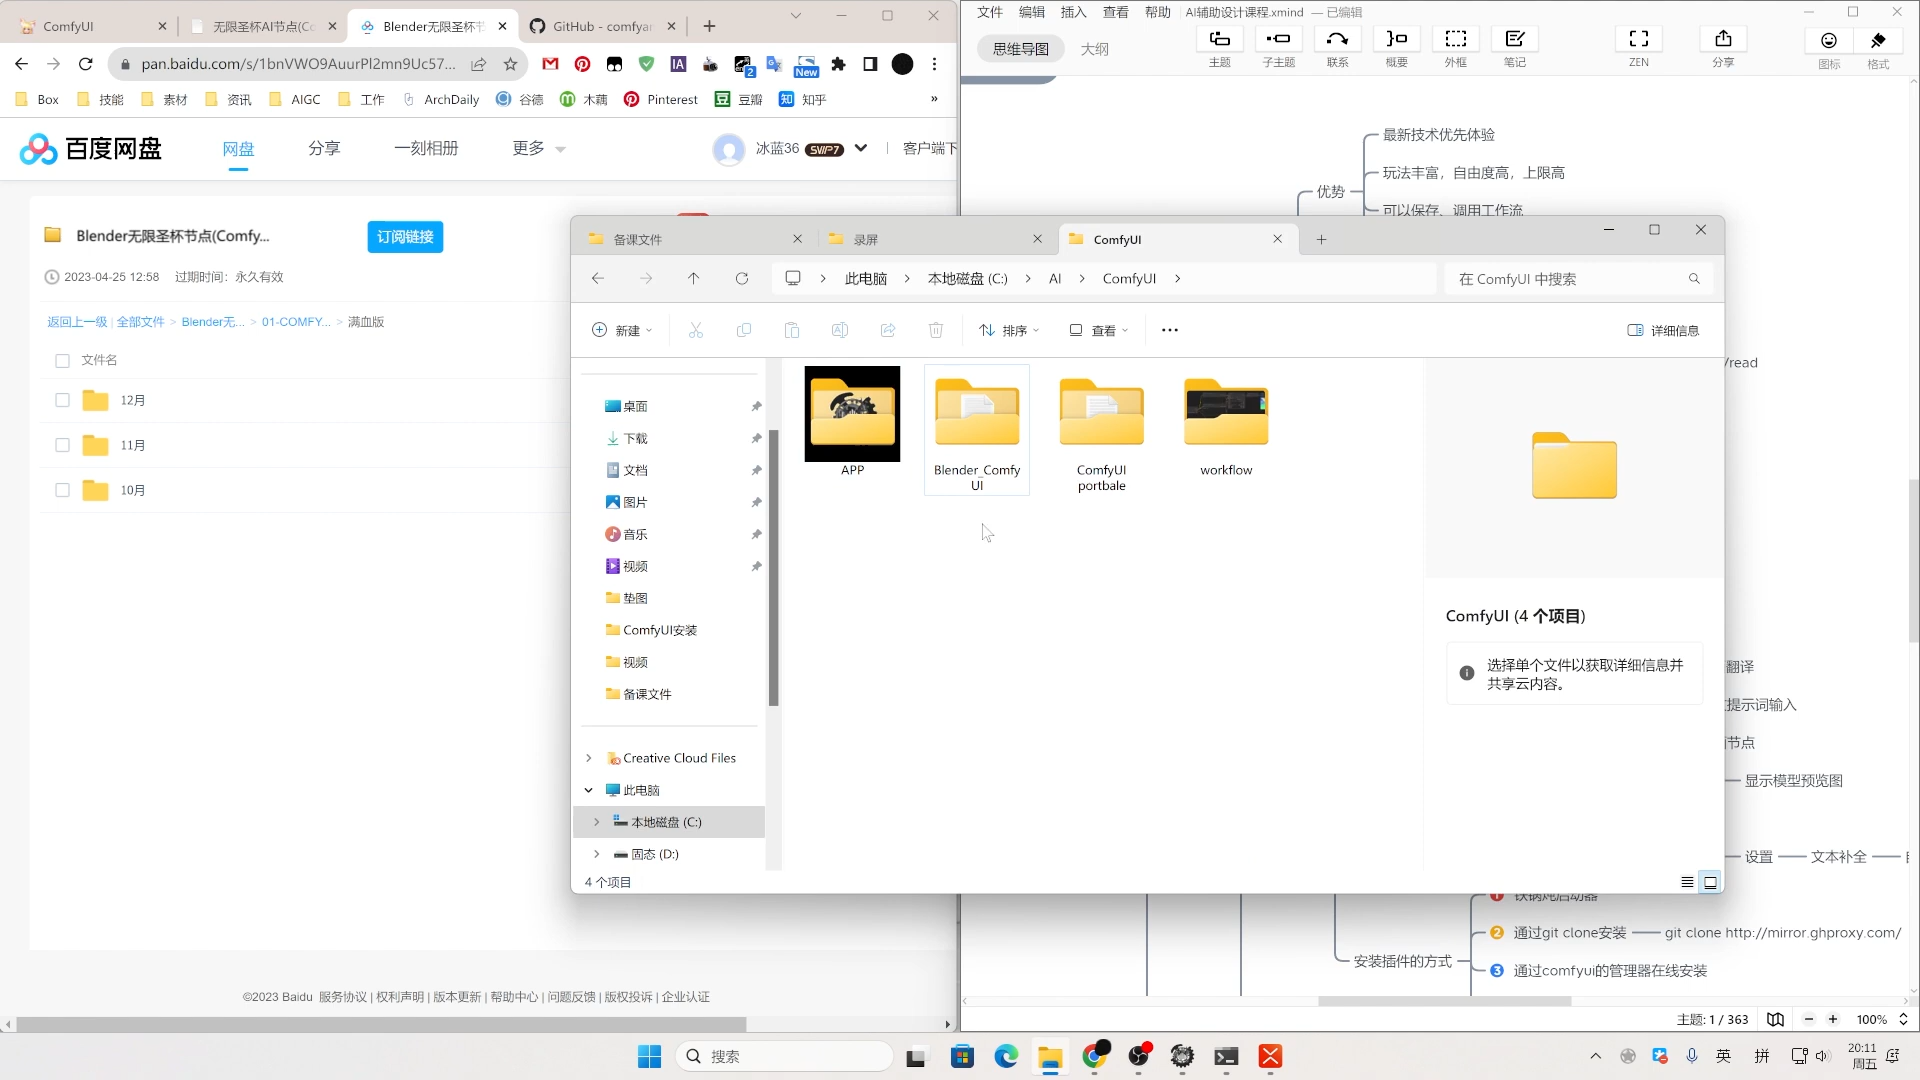 ComfyUI
无限圣杯AI节点(Cc
Blender无限圣杯节
GitHub - comfyar
pan.baidu.com/s/1bnVWO9AuurPl2mn9Uc57...
2
New
Box
技能
素材
资讯
AIGC
工作
ArchDaily
谷德
木藕
Pinterest
豆瓣
知乎
»
百度网盘
网盘
分享
一刻相册
更多
冰蓝36
SVIP7
客户端下
Blender无限圣杯节点(Comfy...
订阅链接
2023-04-25 12:58
过期时间：永久有效
返回上一级 | 全部文件 > Blender无... > 01-COMFY... > 满血版
文件名
12月
11月
10月
©2023 Baidu 服务协议 | 权利声明 | 版本更新 | 帮助中心 | 问题反馈 | 版权投诉 | 企业认证
文件
编辑
插入
查看
帮助
AI辅助设计课程.xmind — 已编辑
思维导图
大纲
主题
子主题
联系
概要
外框
笔记
ZEN
分享
图标
格式
最新技术优先体验
玩法丰富，自由度高，上限高
优势
可以保存、调用工作流
备课文件
录屏
ComfyUI
此电脑
本地磁盘 (C:)
AI
ComfyUI
在 ComfyUI 中搜索
新建
排序
查看
详细信息
桌面
下载
文档
图片
音乐
视频
垫图
ComfyUI安装
视频
备课文件
Creative Cloud Files
此电脑
本地磁盘 (C:)
固态 (D:)
APP
Blender_Comfy
UI
ComfyUI
portbale
workflow
ComfyUI (4 个项目)
选择单个文件以获取详细信息并
共享云内容。
4 个项目
/read
翻译
提示词输入
节点
显示模型预览图
设置
文本补全
2
通过git clone安装
git clone http://mirror.ghproxy.com/
安装插件的方式
3
通过comfyui的管理器在线安装
主题: 1 / 363
100%
搜索
英
拼
20:11
周五